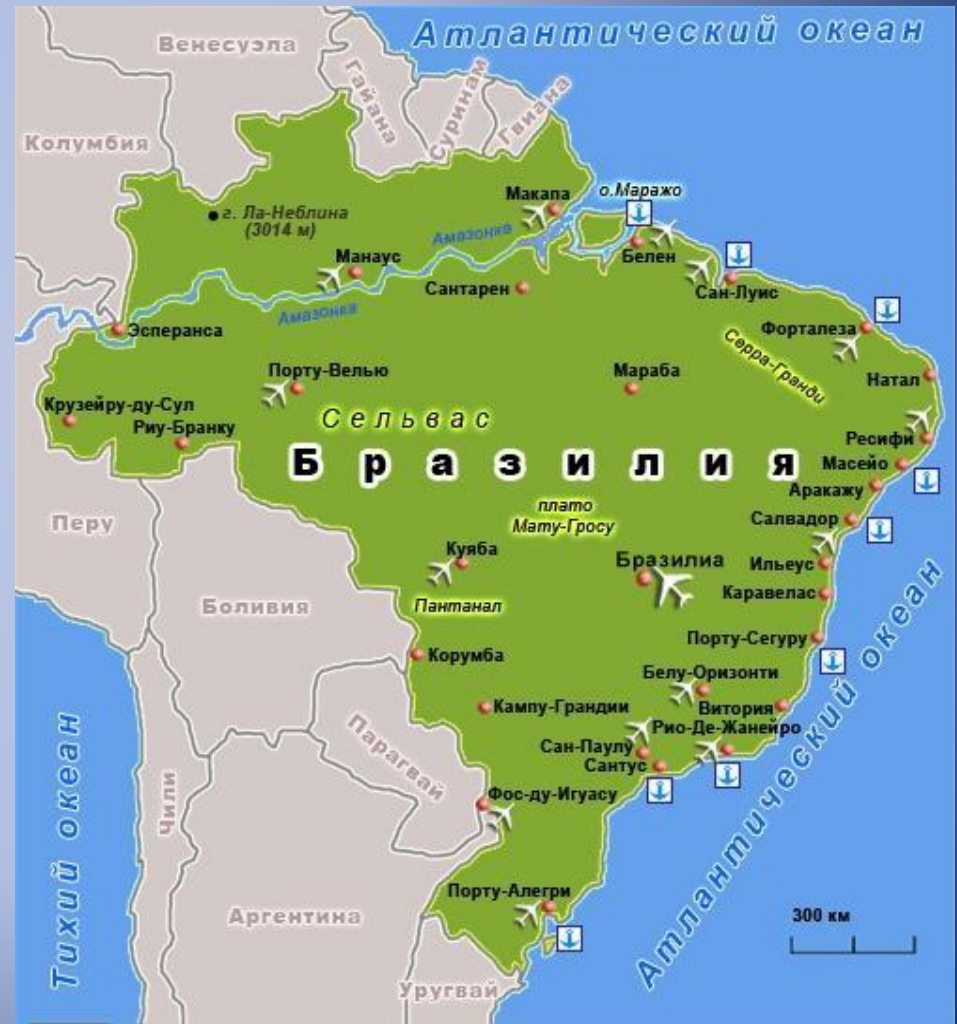 Атлантический океан
Венесуэла
Гайана
Суринам
Гвиана
Колумбия
Макапа
о.Маражо
г. Ла-Неблина
(3014 м)
Амазонка
Манаус
Белен
Сантарен
Сан-Луис
Амазонка
Эсперанса
Форталеза
Серра-Гранди
Порту-Велью
Мараба
Натал
Крузейру-ду-Сул
Сельвас
Риу-Бранку
Ресифи
Бразилия
Масейо
Аракажу
Перу
плато
Мату-Гросу
Салвадор
Куяба
Бразилиа
Ильеус
Каравелас
Боливия
Пантанал
Порту-Сегуру
Корумба
Белу-Оризонти
Кампу-Грандии
Витория
Рио-Де-Жанейро
Парагвай
Сан-Паулу
Сантус
Атлантический океан
Тихий океан
Чили
Фос-ду-Игуасу
Порту-Алегри
Аргентина
300 км
Уругвай